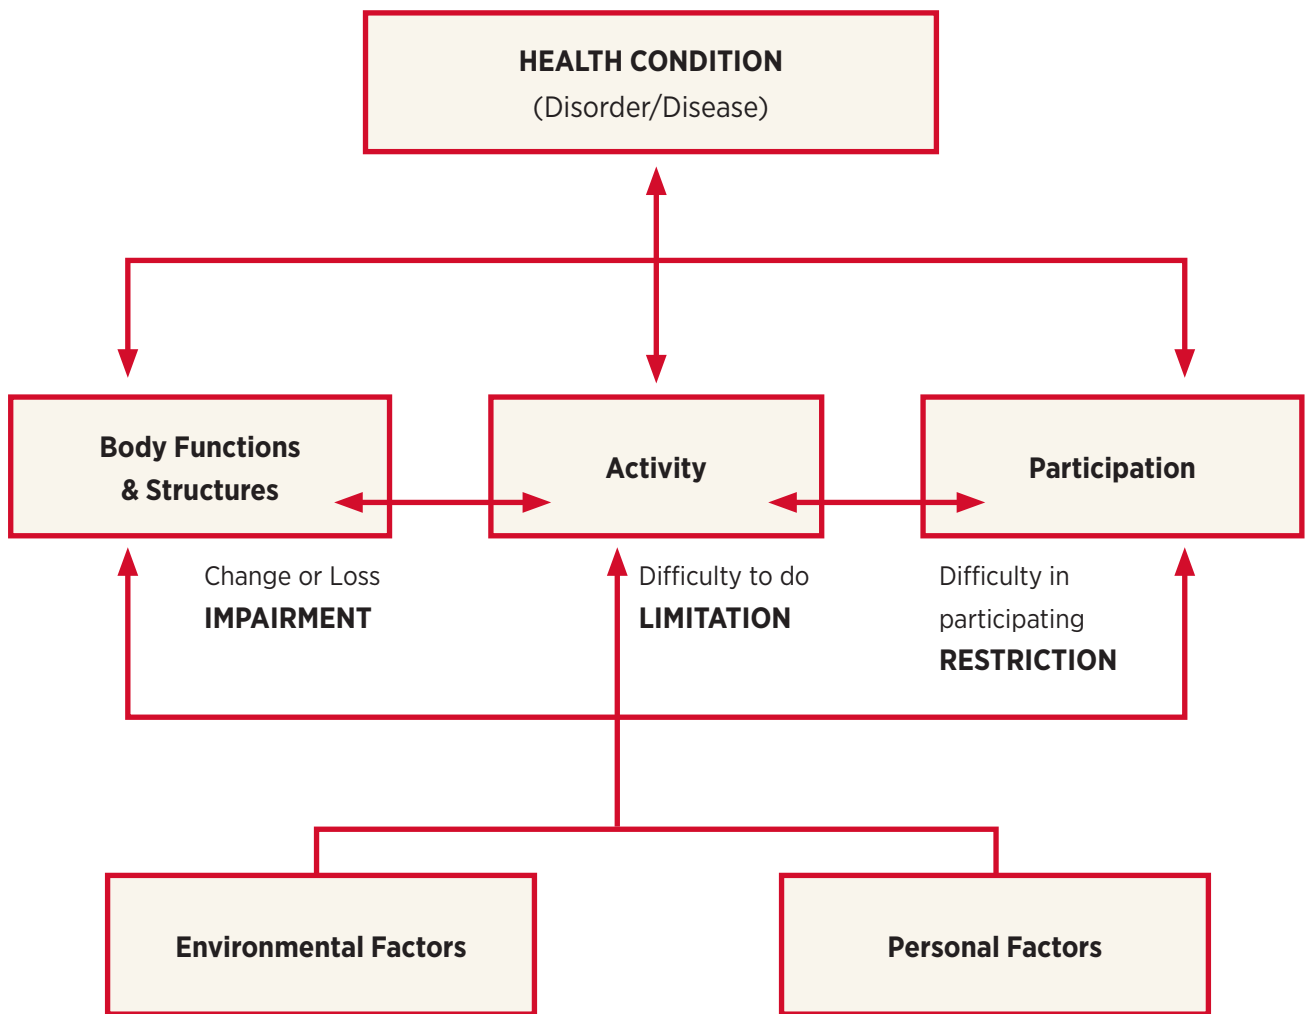 HEALTH CONDITION
(Disorder/Disease)
Body Functions
& Structures
Activity
Participation
Change or Loss
IMPAIRMENT
Difficulty to do
LIMITATION
Difficulty in
participating
RESTRICTION
Environmental Factors
Personal Factors